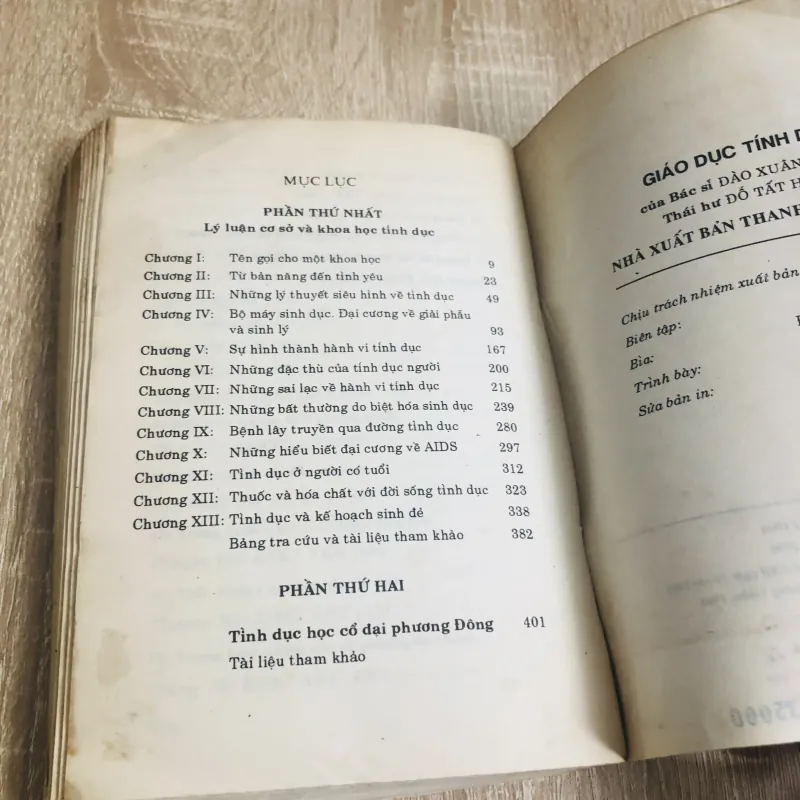 MỤC LỤC
PHẦN THỨ NHẤT
Lý luận cơ sở và khoa học tình dục
Chương I: Tên gọi cho một khoa học 9
Chương II: Từ bản năng đến tình yêu 23
Chương III: Những lý thuyết siêu hình về tình dục 49
Chương IV: Bộ máy sinh dục. Đại cương về giải phẫu
và sinh lý 93
Chương V: Sự hình thành hành vi tính dục 167
Chương VI: Những đặc thù của tính dục người 200
Chương VII: Những sai lạc về hành vi tính dục 215
Chương VIII: Những bất thường do biệt hóa sinh dục 239
Chương IX: Bệnh lây truyền qua đường tình dục 280
Chương X: Những hiểu biết đại cương về AIDS 297
Chương XI: Tình dục ở người có tuổi 312
Chương XII: Thuốc và hóa chất với đời sống tình dục 323
Chương XIII: Tình dục và kế hoạch sinh đẻ 338
Bảng tra cứu và tài liệu tham khảo 382
PHẦN THỨ HAI
Tình dục học cổ đại phương Đông 401
Tài liệu tham khảo
GIÁO DỤC TÍNH D
của Bác sĩ ĐÀO XUÂN
Thái hư ĐỖ TẤT H
NHÀ XUẤT BẢN THANH
Chịu trách nhiệm xuất bản
Biên tập:
Bìa:
Trình bày:
Sửa bản in: